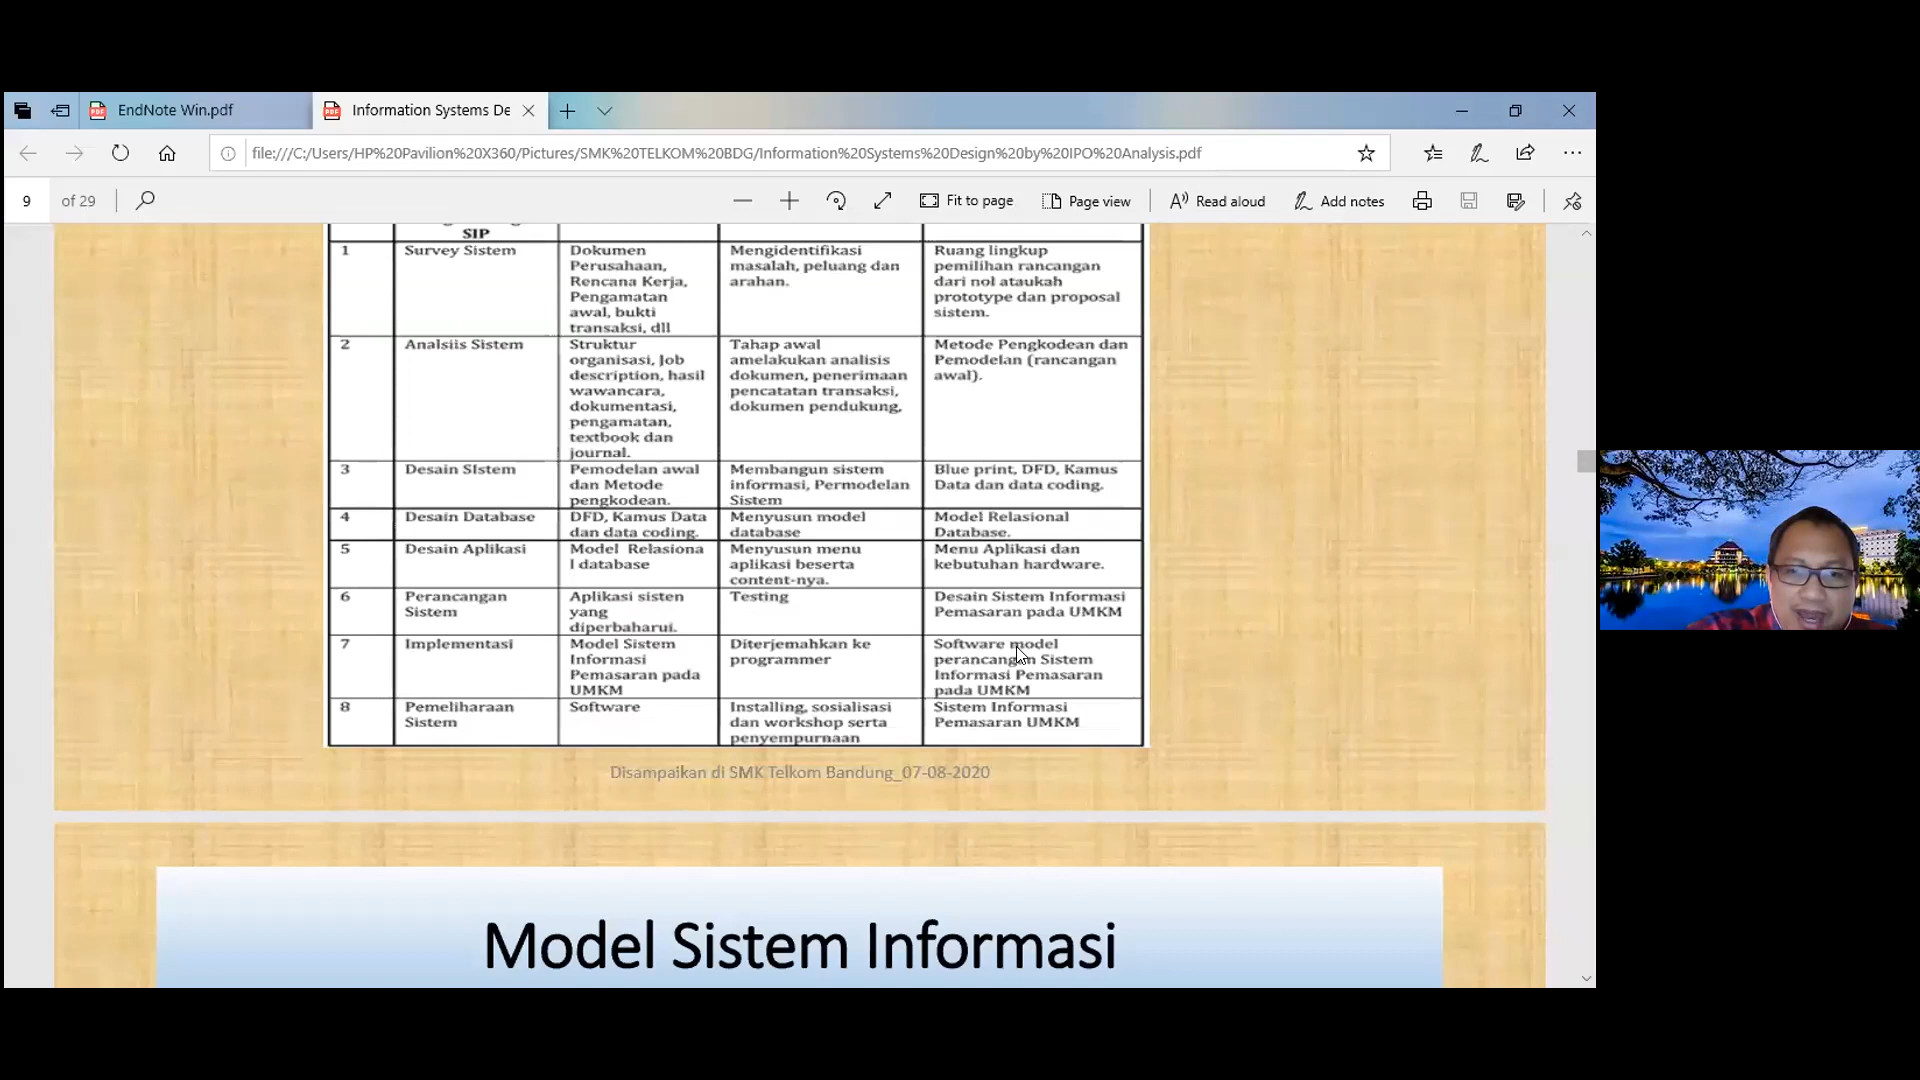 EndNote Win.pdf
Information Systems De
file:///C:/Users/HP%20Pavilion%20X360/Pictures/SMK%20TELKOM%20BDG/Information%20Systems%20Design%20by%20IPO%20Analysis.pdf
9 of 29
Fit to page
Page view
Read aloud
Add notes
SIP
1
Survey Sistem
Dokumen
Perusahaan,
Rencana Kerja,
Pengamatan
awal, bukti
transaksi, dll
Mengidentifikasi
masalah, peluang dan
arahan.
Ruang lingkup
pemilihan rancangan
dari nol ataukah
prototype dan proposal
sistem.
2
Analsiis Sistem
Struktur
organisasi, Job
description, hasil
wawancara,
dokumentasi,
pengamatan,
textbook dan
journal.
Tahap awal
amelakukan analisis
dokumen, penerimaan
pencatatan transaksi,
dokumen pendukung,
Metode Pengkodean dan
Pemodelan (rancangan
awal).
3
Desain SIstem
Pemodelan awal
dan Metode
pengkodean.
Membangun sistem
informasi, Permodelan
Sistem
Blue print, DFD, Kamus
Data dan data coding.
4
Desain Database
DFD, Kamus Data
dan data coding.
Menyusun model
database
Model Relasional
Database.
5
Desain Aplikasi
Model Relasiona
l database
Menyusun menu
aplikasi beserta
content-nya.
Menu Aplikasi dan
kebutuhan hardware.
6
Perancangan
Sistem
Aplikasi sisten
yang
diperbaharui.
Testing
Desain Sistem Informasi
Pemasaran pada UMKM
7
Implementasi
Model Sistem
Informasi
Pemasaran pada
UMKM
Diterjemahkan ke
programmer
Software model
perancangan Sistem
Informasi Pemasaran
pada UMKM
8
Pemeliharaan
Sistem
Software
Installing, sosialisasi
dan workshop serta
penyempurnaan
Sistem Informasi
Pemasaran UMKM
Disampaikan di SMK Telkom Bandung_07-08-2020
Model Sistem Informasi